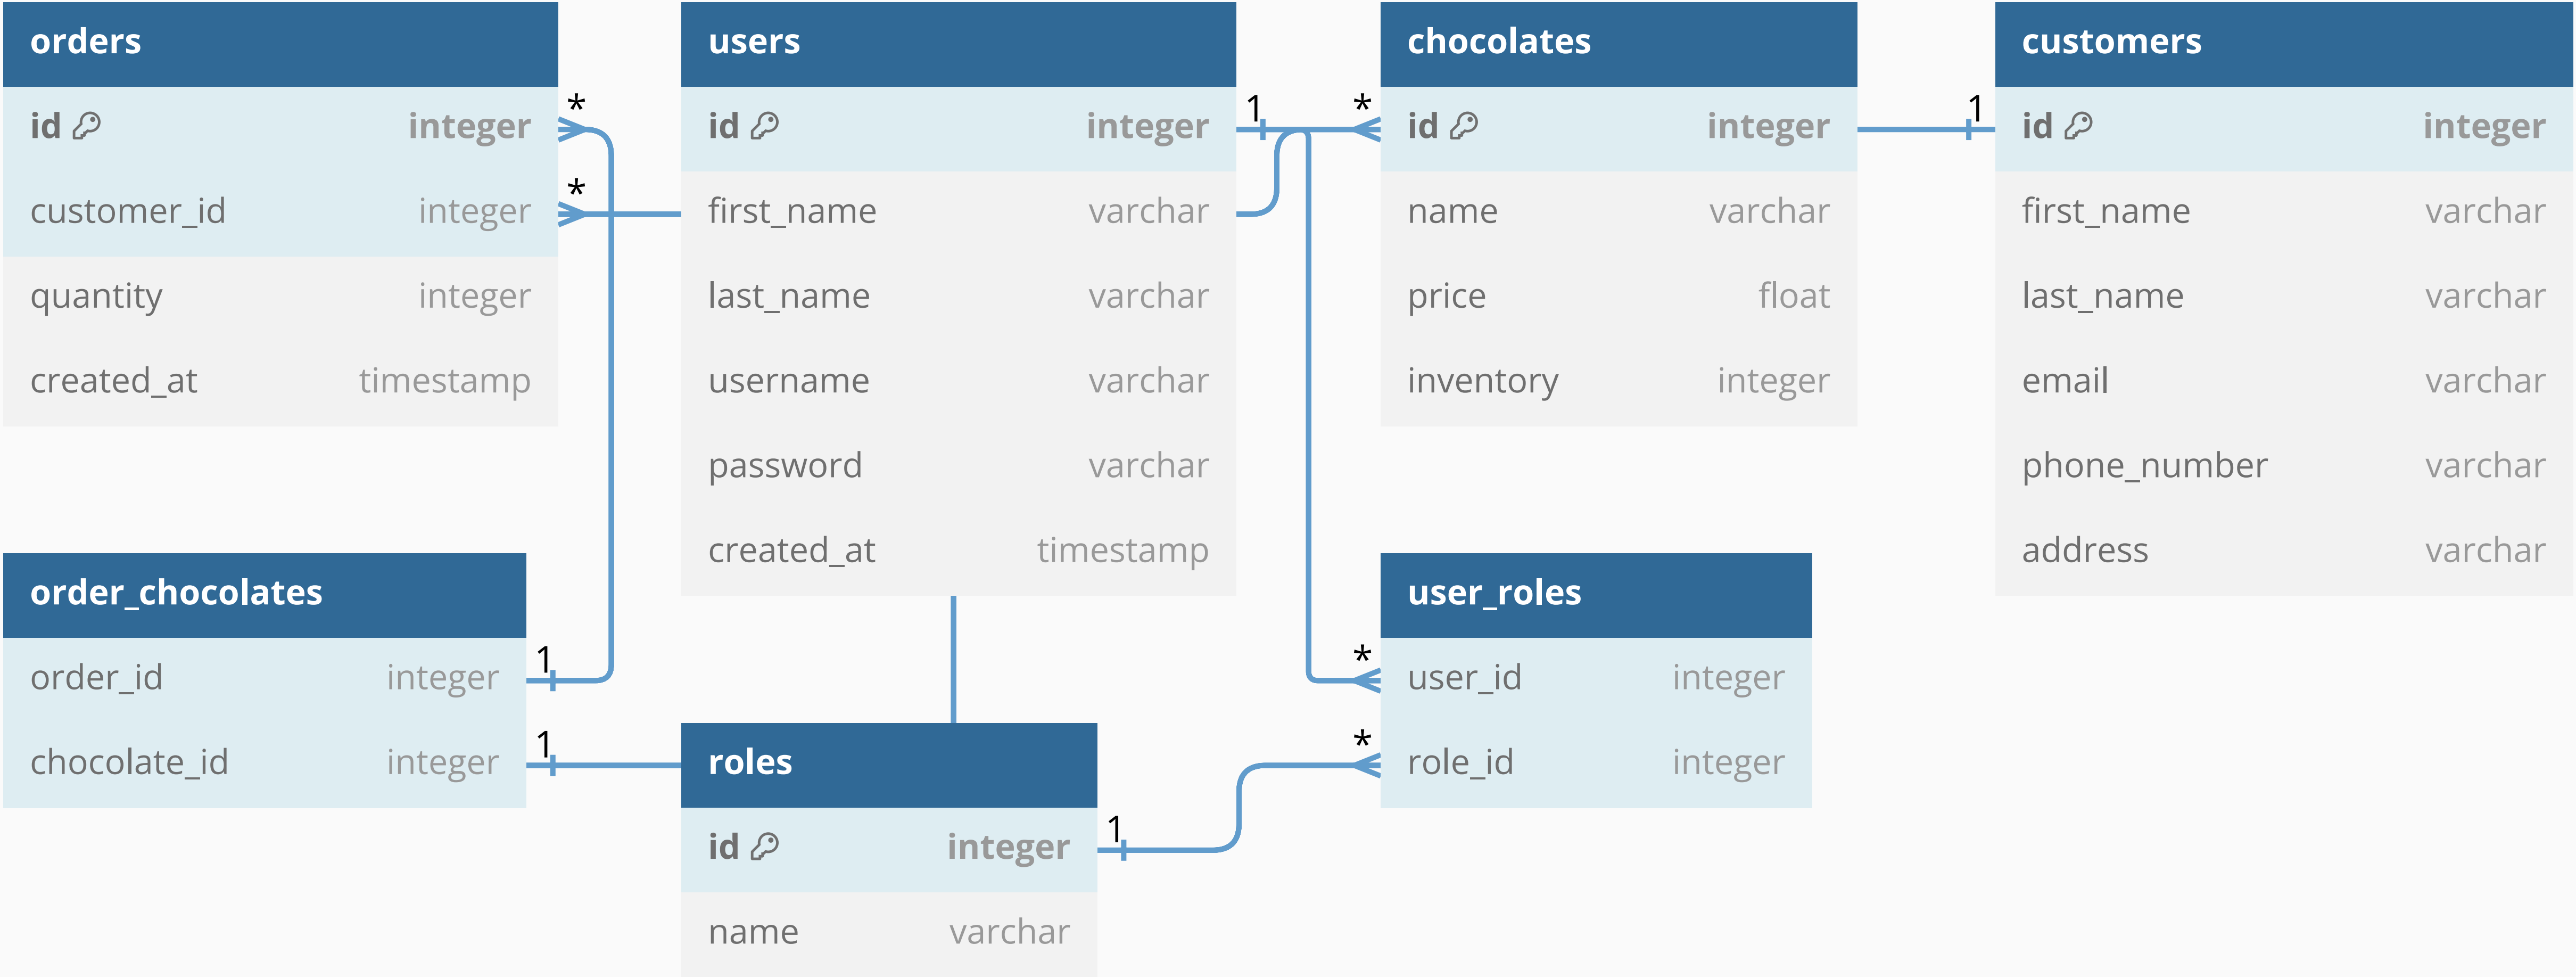 orders
id integer
customer_id integer
quantity integer
created_at timestamp
*
*
users
id integer
first_name varchar
last_name varchar
username varchar
password varchar
created_at timestamp
1
*
chocolates
id integer
name varchar
price float
inventory integer
1
customers
id integer
first_name varchar
last_name varchar
email varchar
phone_number varchar
address varchar
order_chocolates
order_id integer
chocolate_id integer
1
1
roles
id integer
name varchar
1
*
*
user_roles
user_id integer
role_id integer